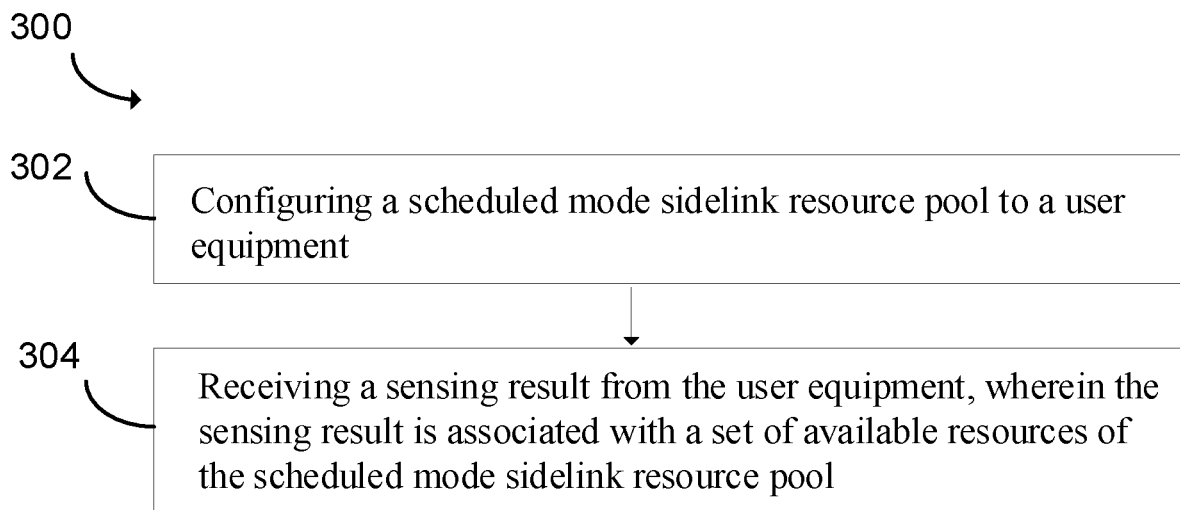 300
302
Configuring a scheduled mode sidelink resource pool to a user
equipment
304
Receiving a sensing result from the user equipment, wherein the
sensing result is associated with a set of available resources of
the scheduled mode sidelink resource pool